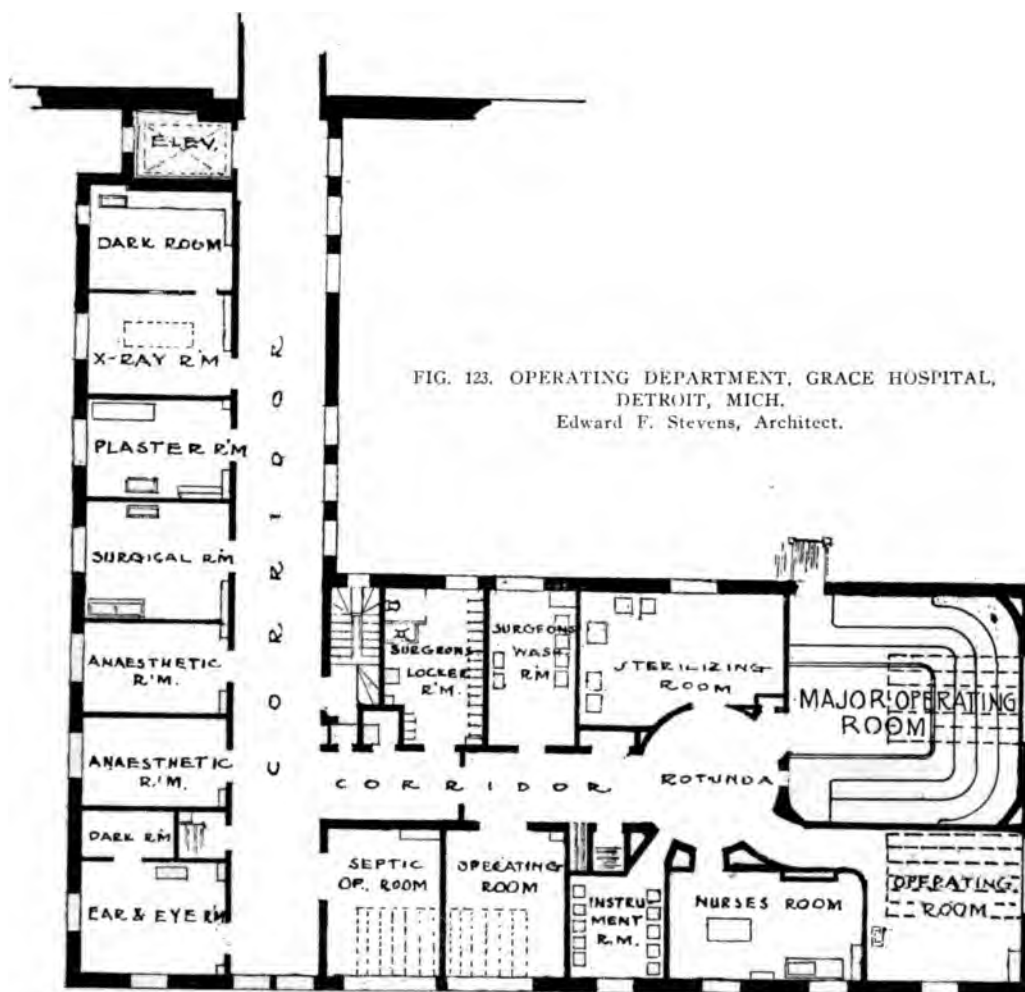 ELEV.
DARK ROOM
X-RAY R'M
FIG. 123. OPERATING DEPARTMENT, GRACE HOSPITAL,
DETROIT, MICH.
Edward F. Stevens, Architect.
PLASTER R'M
SURGICAL R'M
ANAESTHETIC
R'M.
ANAESTHETIC
R'M.
DARK R'M
EAR & EYE R'M
CORRIDOR
SURGEONS
LOCKER
R'M.
SURGEONS
WASH
R'M
STERILIZING
ROOM
MAJOR OPERATING
ROOM
CORRIDOR
ROTUNDA
SEPTIC
OP. ROOM
OPERATING
ROOM
INSTRU
MENT
R.M.
NURSES ROOM
OPERATING
ROOM